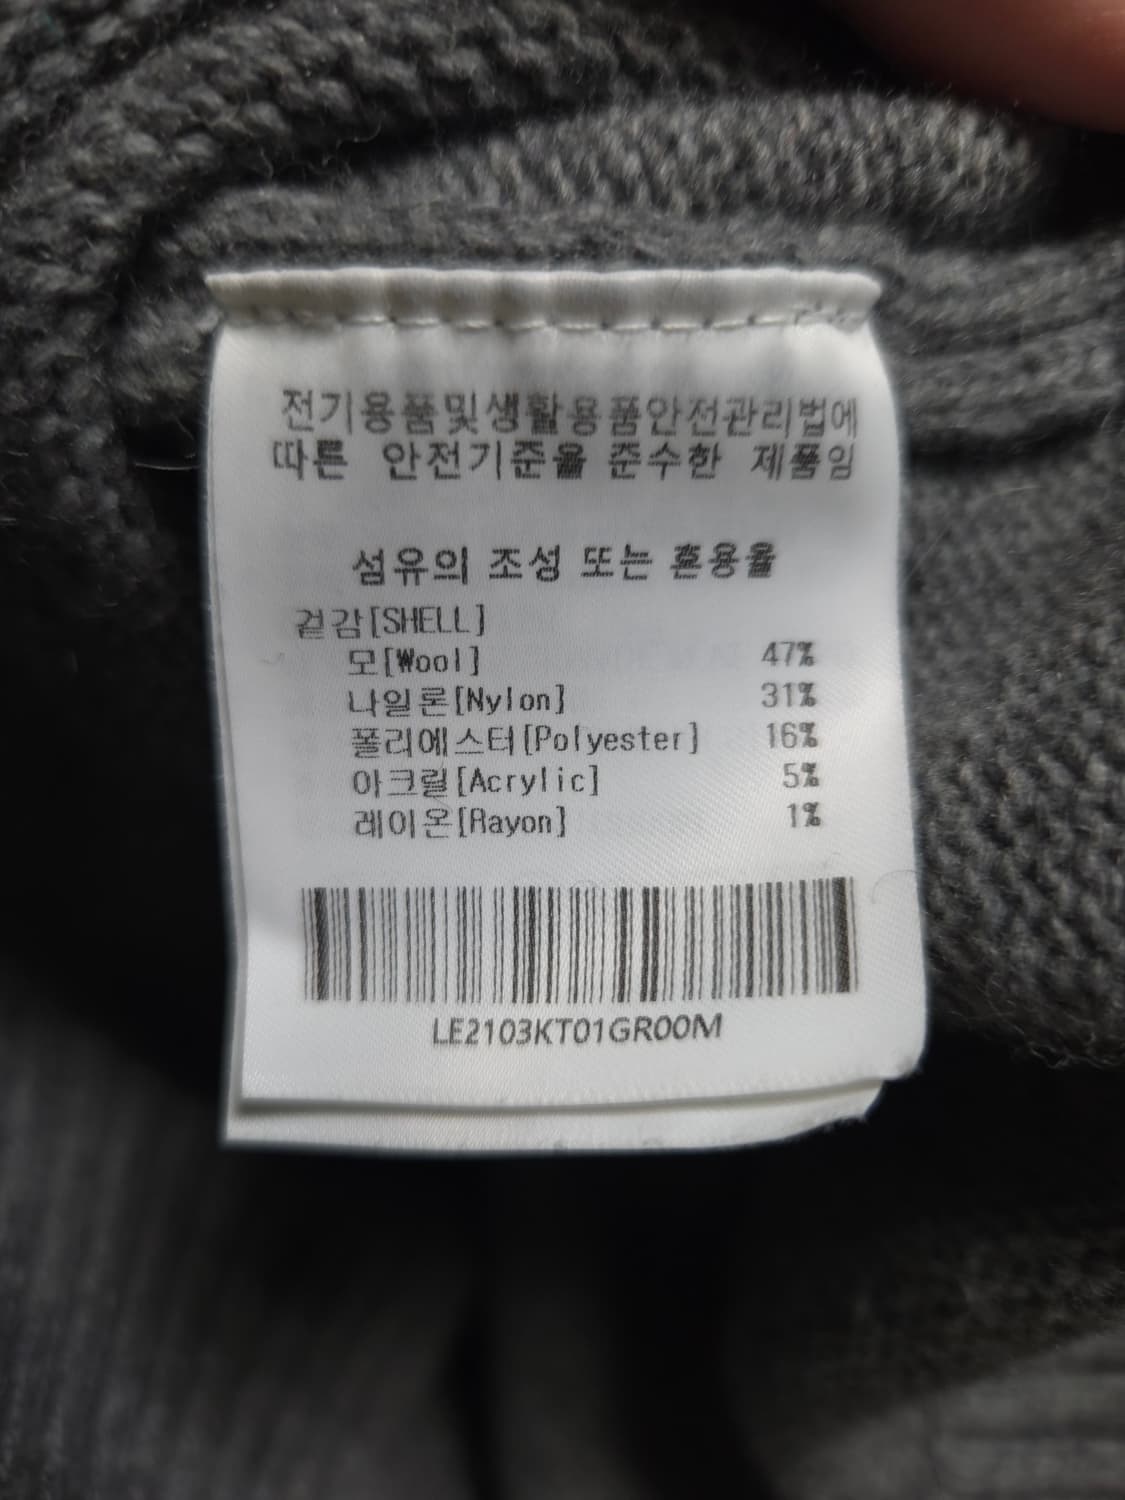 전기용품및생활용품안전관리법에
따른 안전기준을 준수한 제품임
섬유의 조성 또는 혼용율
겉감[SHELL]
모[Wool] 47%
나일론[Nylon] 31%
폴리에스터[Polyester] 16%
아크릴[Acrylic] 5%
레이온[Rayon] 1%
LE2103KT01GR00M